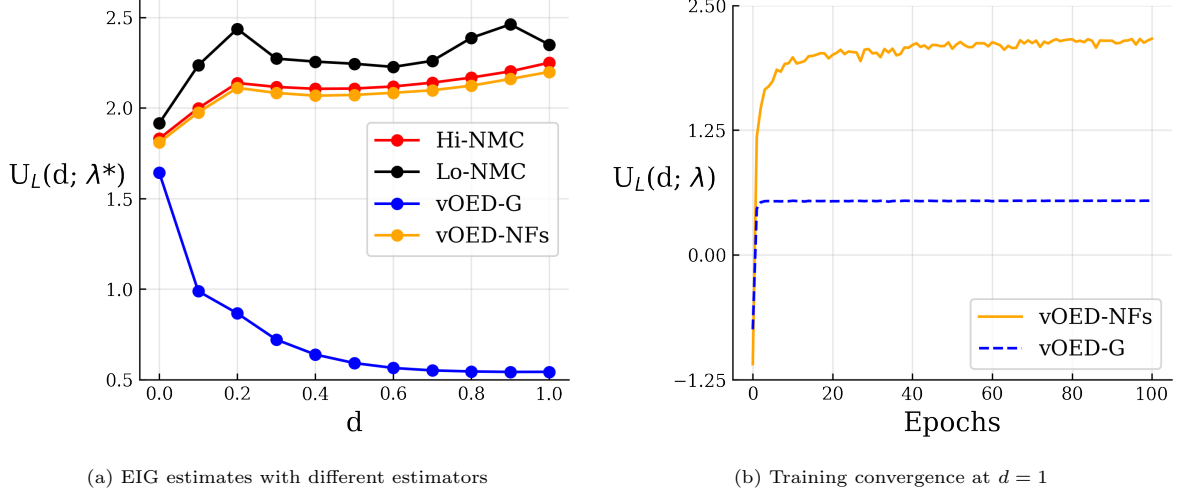 2.5
2.0
1.5
1.0
0.5
U_L(d; λ*)
Hi-NMC
Lo-NMC
vOED-G
vOED-NFs
0.0 0.2 0.4 0.6 0.8 1.0
d
(a) EIG estimates with different estimators
2.50
1.25
0.00
−1.25
U_L(d; λ)
vOED-NFs
vOED-G
0 20 40 60 80 100
Epochs
(b) Training convergence at d = 1